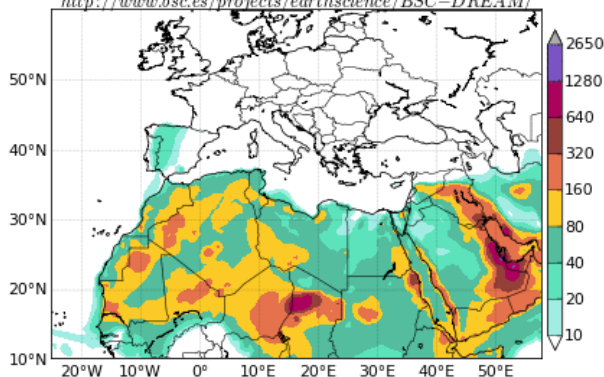 http://www.bsc.es/projects/earthscience/BSC−DREAM/
50°N
40°N
30°N
20°N
10°N
20°W 10°W 0° 10°E 20°E 30°E 40°E 50°E
2650
1280
640
320
160
80
40
20
10